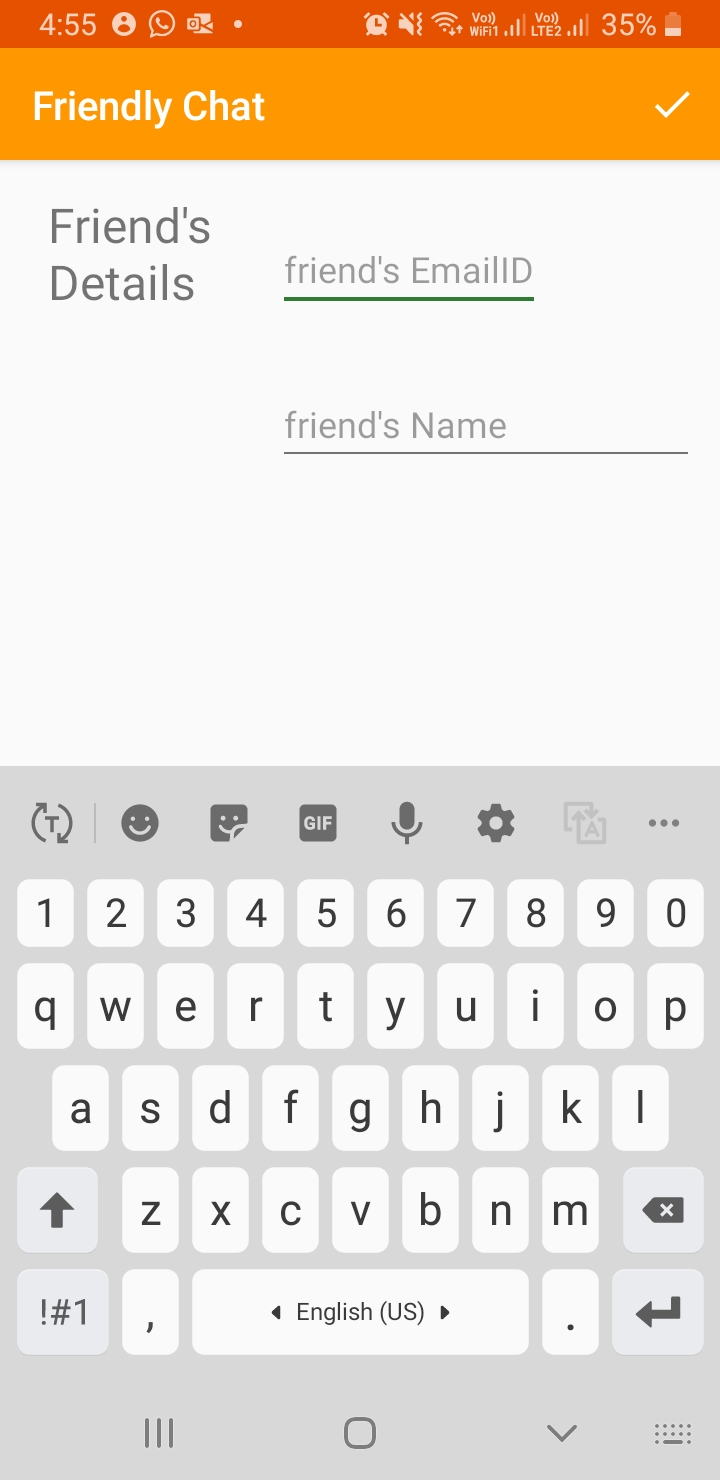 4:55 Vo)) WiFi1 Vo)) LTE2 35%
Friendly Chat
Friend's
Details
friend's EmailID
friend's Name
T GIF A
1 2 3 4 5 6 7 8 9 0
q w e r t y u i o p
a s d f g h j k l
z x c v b n m
!#1 , English (US) .